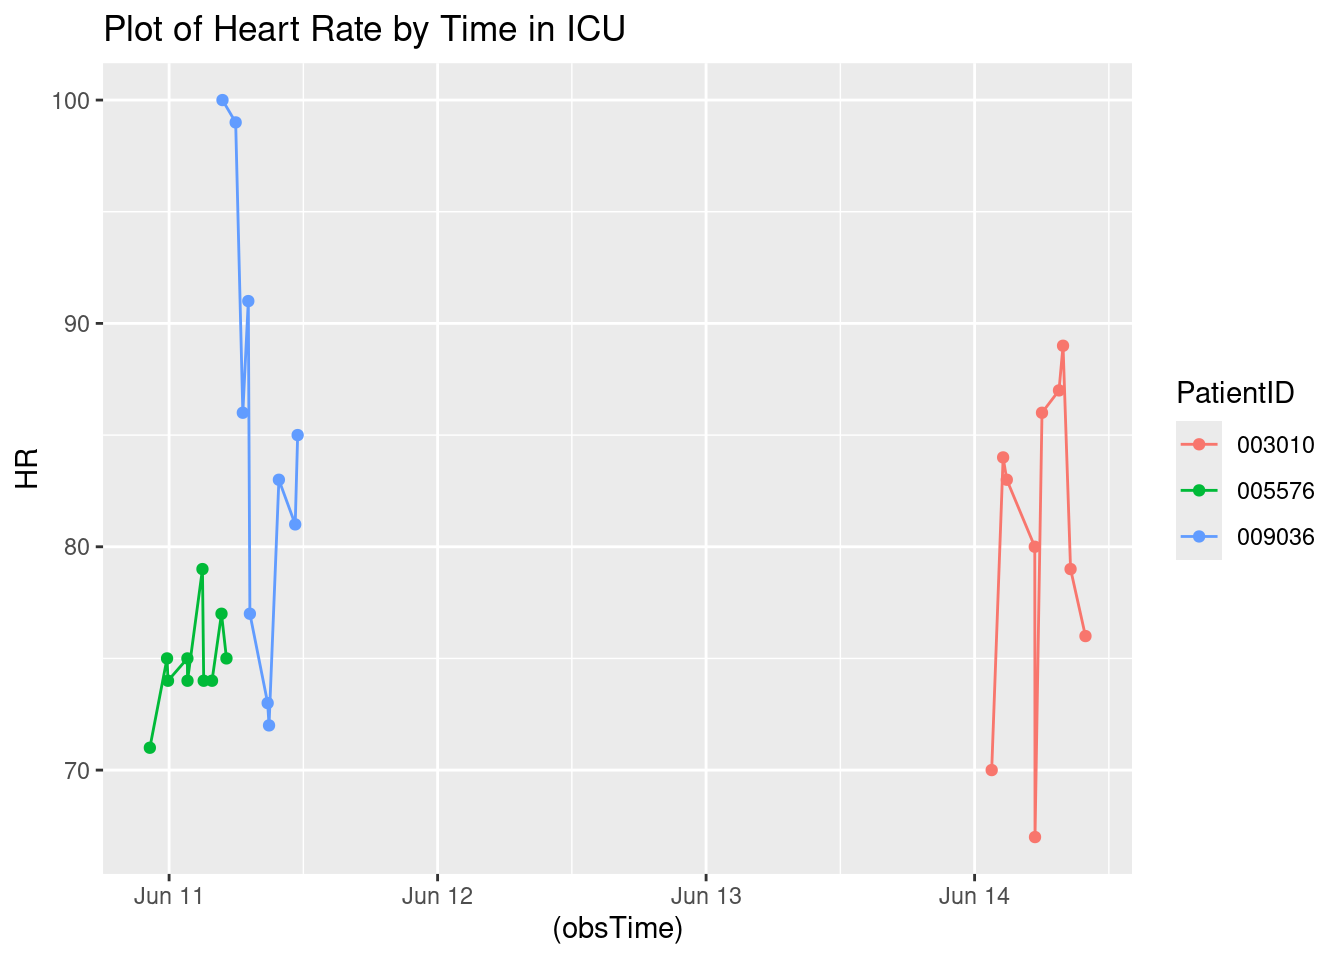 Plot of Heart Rate by Time in ICU
100
90
80
70
HR
Jun 11
Jun 12
Jun 13
Jun 14
(obsTime)
PatientID
003010
005576
009036